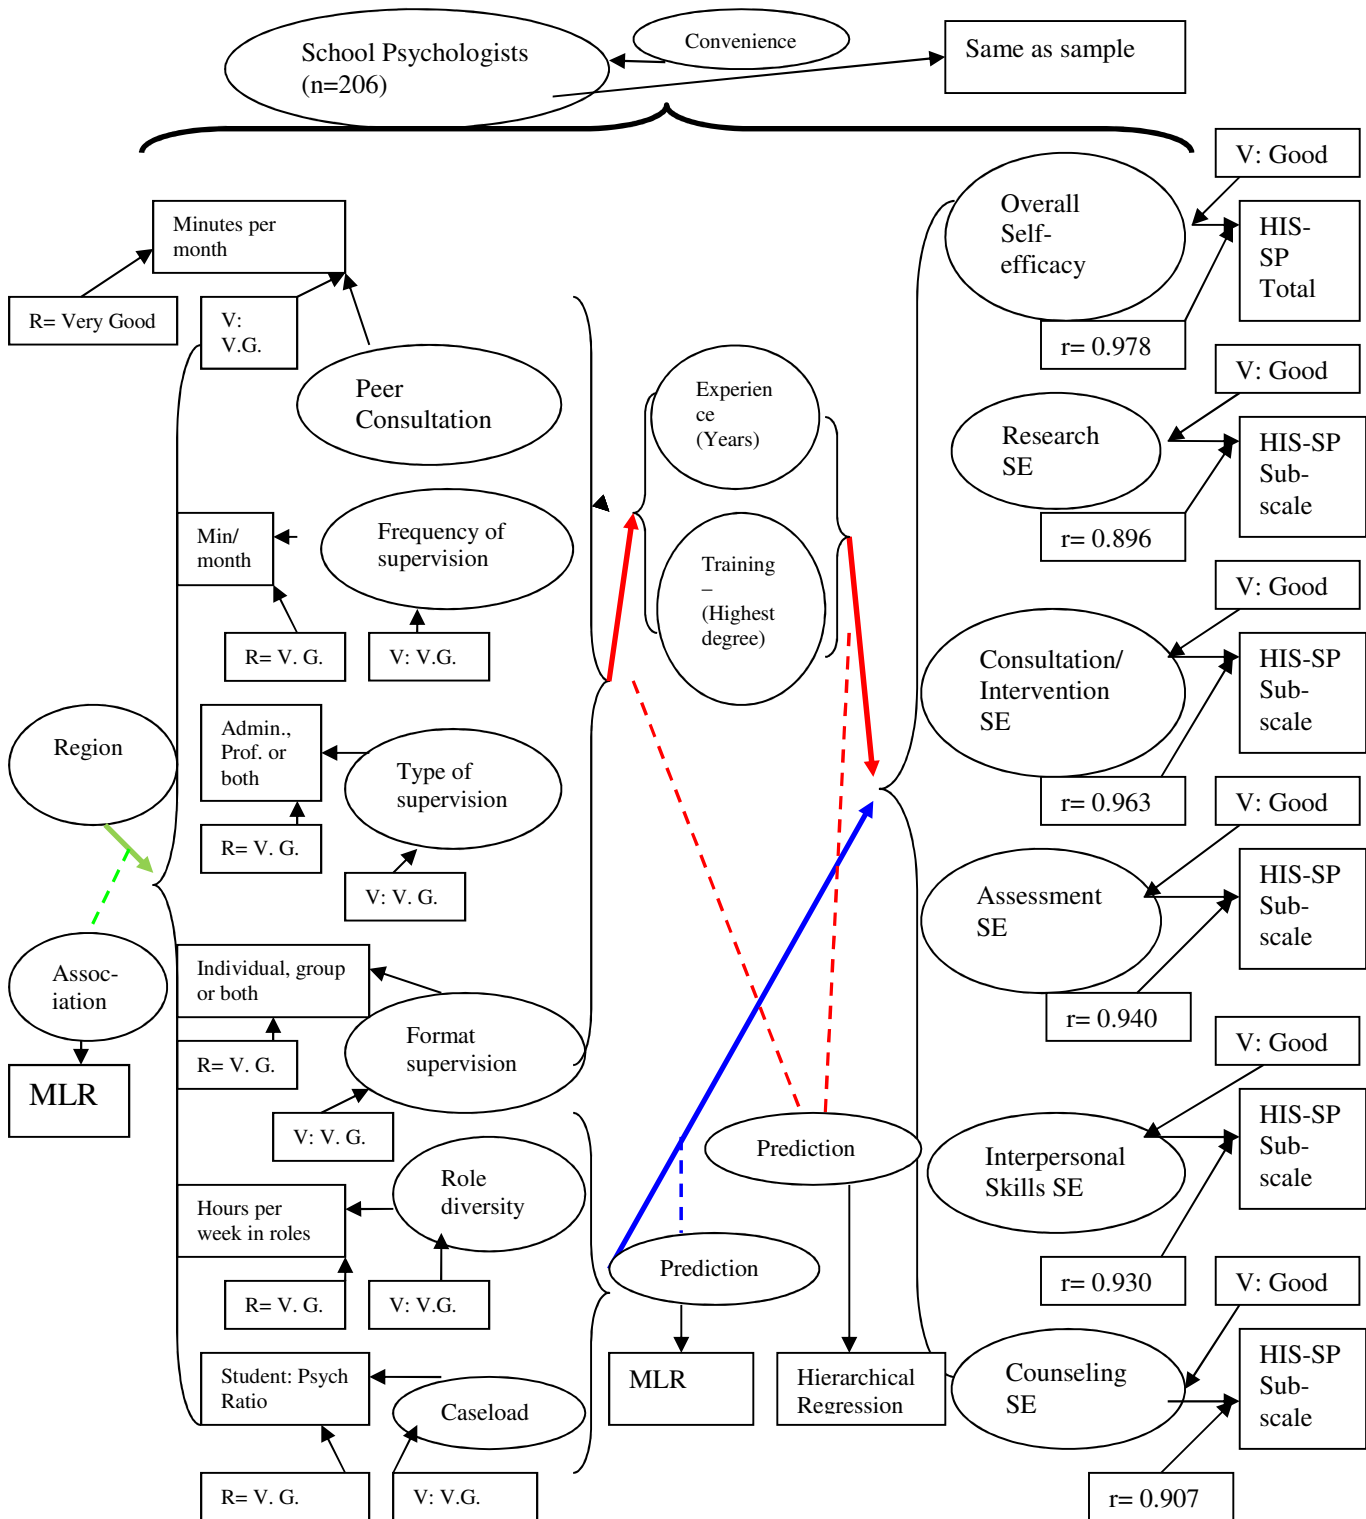 School Psychologists
(n=206)
Convenience
Same as sample
V: Good
Overall
Self-
efficacy
HIS-
SP
Total
r= 0.978
Minutes per
month
R= Very Good
V:
V.G.
Peer
Consultation
Experien
ce
(Years)
V: Good
Research
SE
HIS-SP
Sub-
scale
r= 0.896
Min/
month
Frequency of
supervision
R= V. G.
V: V.G.
Training
–
(Highest
degree)
V: Good
Consultation/
Intervention
SE
HIS-SP
Sub-
scale
r= 0.963
Region
Admin.,
Prof. or
both
Type of
supervision
R= V. G.
V: V. G.
V: Good
Assessment
SE
HIS-SP
Sub-
scale
r= 0.940
Assoc-
iation
MLR
Individual, group
or both
Format
supervision
R= V. G.
V: V. G.
V: Good
Interpersonal
Skills SE
HIS-SP
Sub-
scale
r= 0.930
Prediction
Role
diversity
Hours per
week in roles
R= V. G.
V: V.G.
Prediction
MLR
Hierarchical
Regression
V: Good
Counseling
SE
HIS-SP
Sub-
scale
r= 0.907
Student: Psych
Ratio
Caseload
R= V. G.
V: V.G.